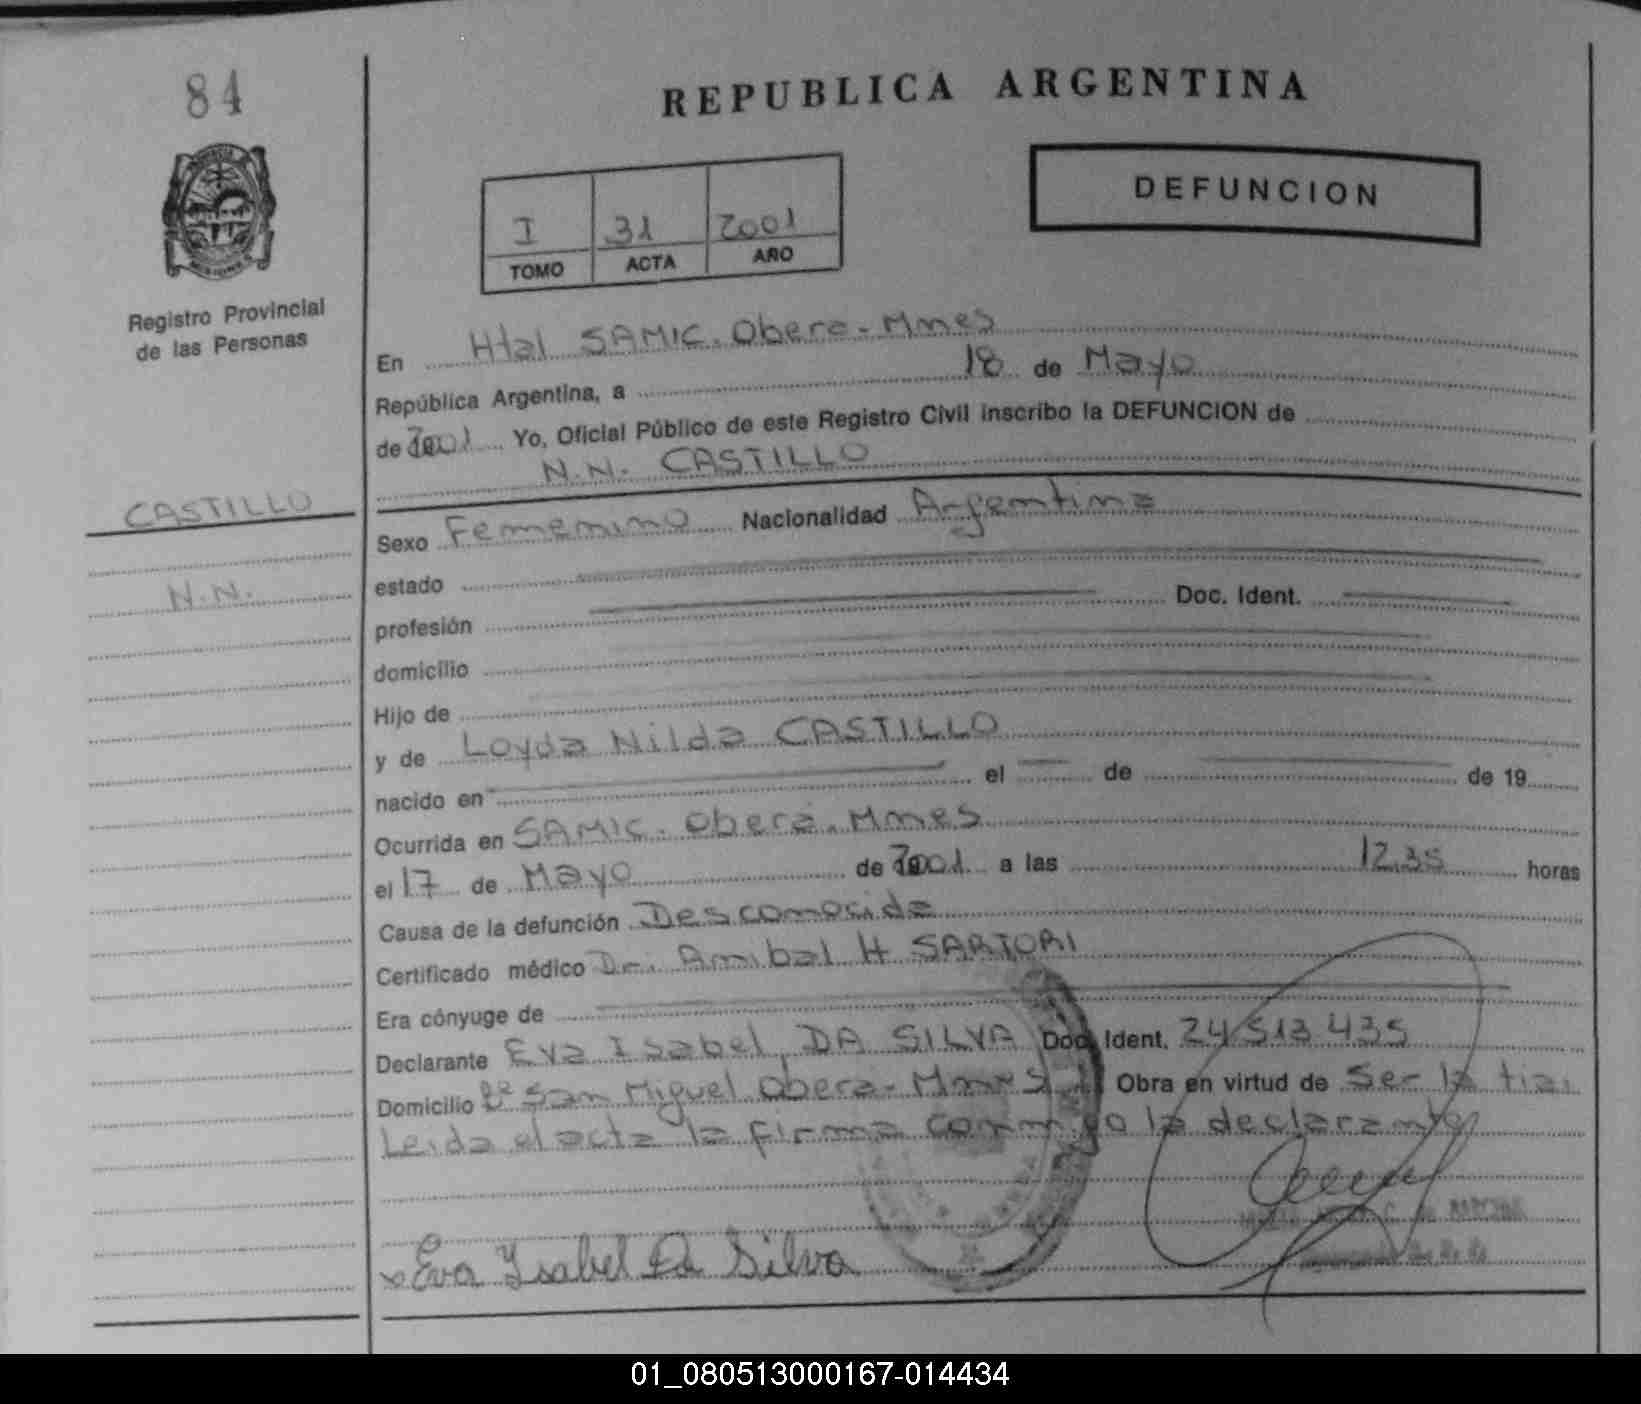 84
REPUBLICA ARGENTINA
DEFUNCION
I 31 2001
TOMO ACTA AÑO
Registro Provincial
de las Personas
En Htal SAMIC. Obera - Mnes
República Argentina, a 18 de Mayo
de 2001 Yo, Oficial Público de este Registro Civil inscribo la DEFUNCION de
N.N. CASTILLO
CASTILLO
N.N.
Sexo Femenino Nacionalidad Argentina
estado
profesión Doc. Ident.
domicilio
Hijo de
y de Loyda Nilda CASTILLO
nacido en el de de 19
Ocurrida en SAMIC. Obera. Mnes
el 17 de Mayo de 2001 a las 12.35 horas
Causa de la defunción Desconocida
Certificado médico Dr. Anibal H SARTORI
Era cónyuge de
Declarante Eva Isabel DA SILVA Doc. Ident. 24 513 435
Domicilio Bº San Miguel Obera - Mnes Obra en virtud de Ser la tia.
Leida el acta la firma conmigo la declarante
Eva Isabel Da Silva
01_080513000167-014434